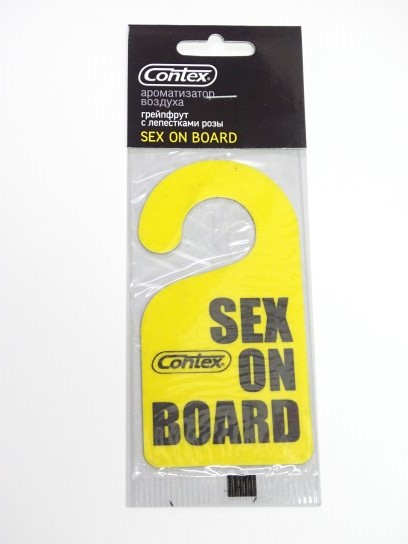 Contex
ароматизатор
воздуха
грейпфрут
с лепестками розы
SEX ON BOARD
SEX
Contex
ON
BOARD